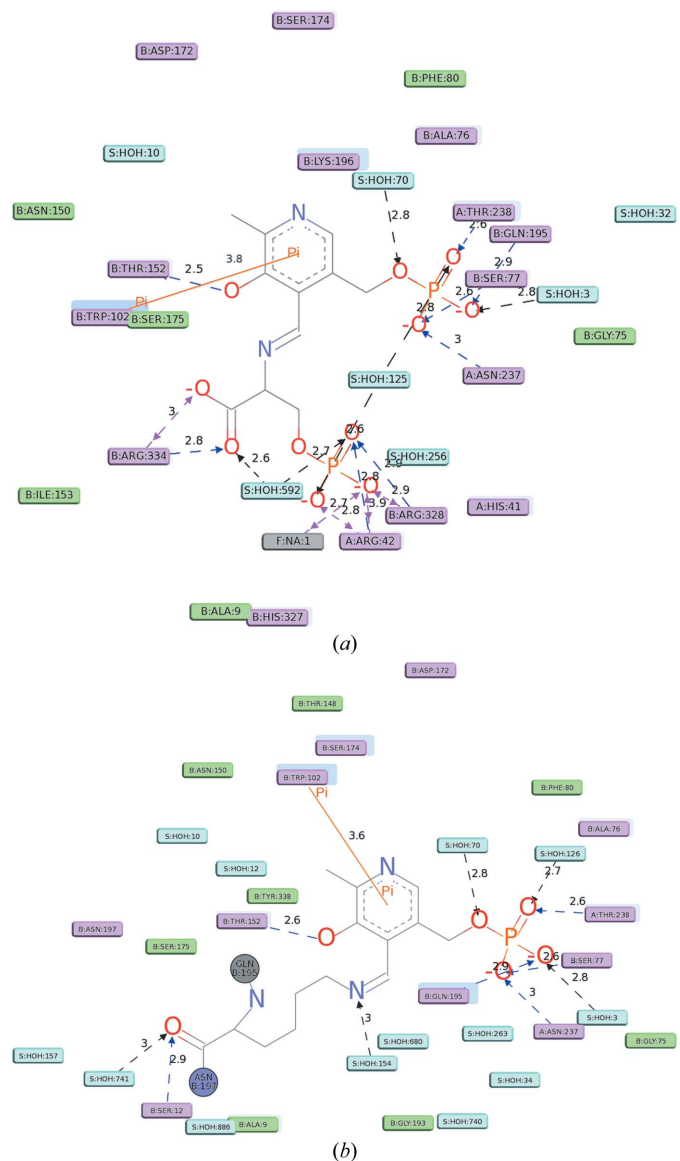 B:SER:174
B:ASP:172
B:PHE:80
B:ALA:76
S:HOH:10
B:LYS:196
S:HOH:70
A:THR:238
S:HOH:32
B:ASN:150
N
2.8
2.6
B:GLN:195
3.8
Pi
O
O
B:THR:152
2.5
2.9
B:SER:77
Pi
O
P
2.6
2.8
S:HOH:3
B:TRP:102
B:SER:175
2.8
-O
-O
B:GLY:75
N
3
S:HOH:125
A:ASN:237
-O
3
2.6
O
B:ARG:334
2.8
O
O
2.7
S:HOH:256
2.6
P
2.9
2.8
B:ILE:153
S:HOH:592
-O
2.9
-O
2.7
3.9
B:ARG:328
A:HIS:41
2.8
F:NA:1
A:ARG:42
B:ALA:9
B:HIS:327
(a)
B:ASP:172
B:THR:148
B:SER:174
B:ASN:150
B:TRP:102
Pi
B:PHE:80
B:ALA:76
S:HOH:10
3.6
S:HOH:70
S:HOH:126
S:HOH:12
N
2.8
2.7
B:TYR:338
Pi
O
2.6
A:THR:238
B:THR:152
2.6
O
B:ASN:197
O
P
B:SER:175
-O
B:SER:77
GLN
B:195
2.9
2.6
-O
2.8
N
N
B:GLN:195
3
S:HOH:3
O
3
S:HOH:680
S:HOH:263
A:ASN:237
B:GLY:75
S:HOH:157
3
S:HOH:154
S:HOH:741
2.9
ASN
B:197
S:HOH:34
B:SER:12
S:HOH:886
B:ALA:9
B:GLY:193
S:HOH:740
(b)